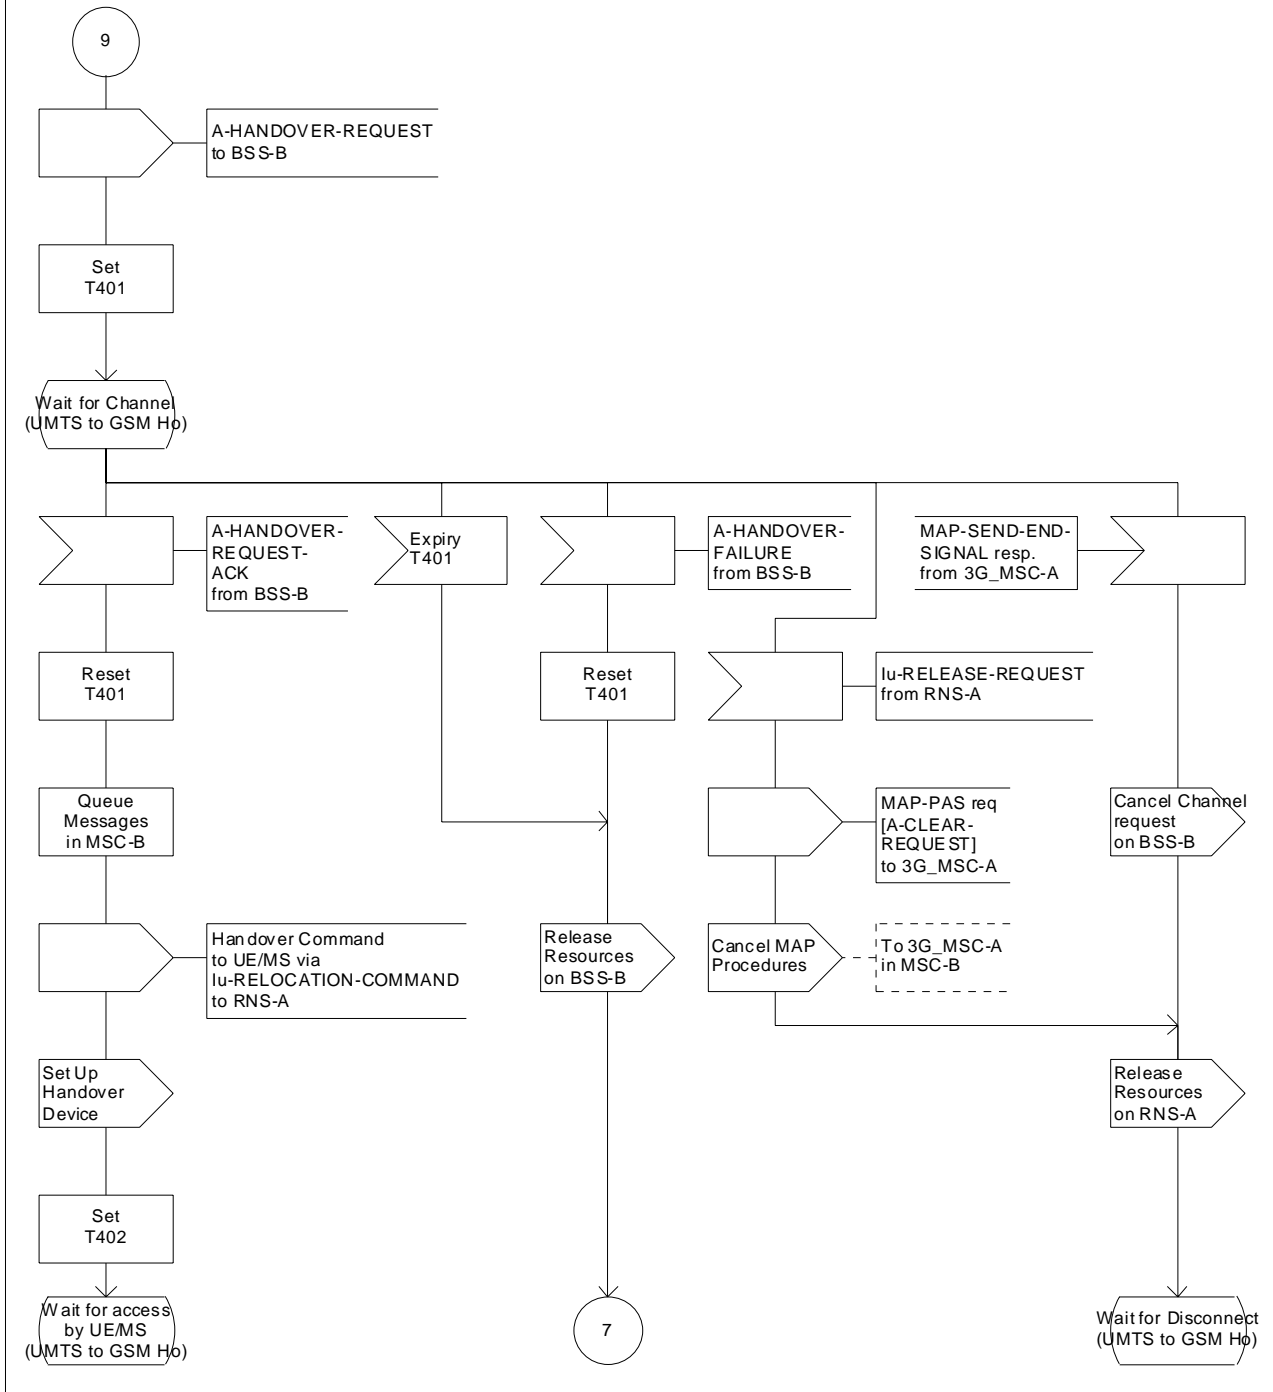 9
A-HANDOVER-REQUEST
to BSS-B
Set
T401
Wait for Channel
(UMTS to GSM Ho)
A-HANDOVER-
REQUEST-
ACK
from BSS-B
Expiry
T401
A-HANDOVER-
FAILURE
from BSS-B
MAP-SEND-END-
SIGNAL resp.
from 3G_MSC-A
Reset
T401
Reset
T401
Iu-RELEASE-REQUEST
from RNS-A
Queue
Messages
in MSC-B
MAP-PAS req
[A-CLEAR-
REQUEST]
to 3G_MSC-A
Cancel Channel
request
on BSS-B
Handover Command
to UE/MS via
Iu-RELOCATION-COMMAND
to RNS-A
Release
Resources
on BSS-B
Cancel MAP
Procedures
To 3G_MSC-A
in MSC-B
Set Up
Handover
Device
Release
Resources
on RNS-A
Set
T402
Wait for access
by UE/MS
(UMTS to GSM Ho)
7
Wait for Disconnect
(UMTS to GSM Ho)